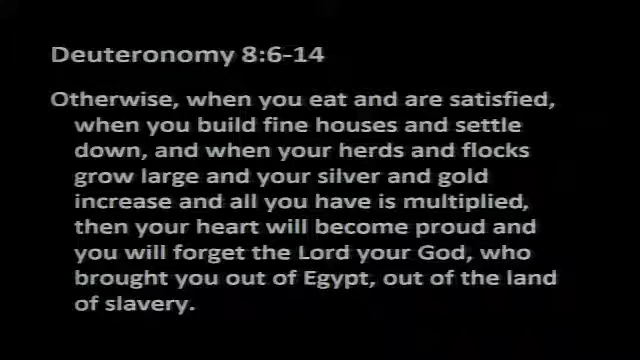 Deuteronomy 8:6-14
Otherwise, when you eat and are satisfied,
when you build fine houses and settle
down, and when your herds and flocks
grow large and your silver and gold
increase and all you have is multiplied,
then your heart will become proud and
you will forget the Lord your God, who
brought you out of Egypt, out of the land
of slavery.